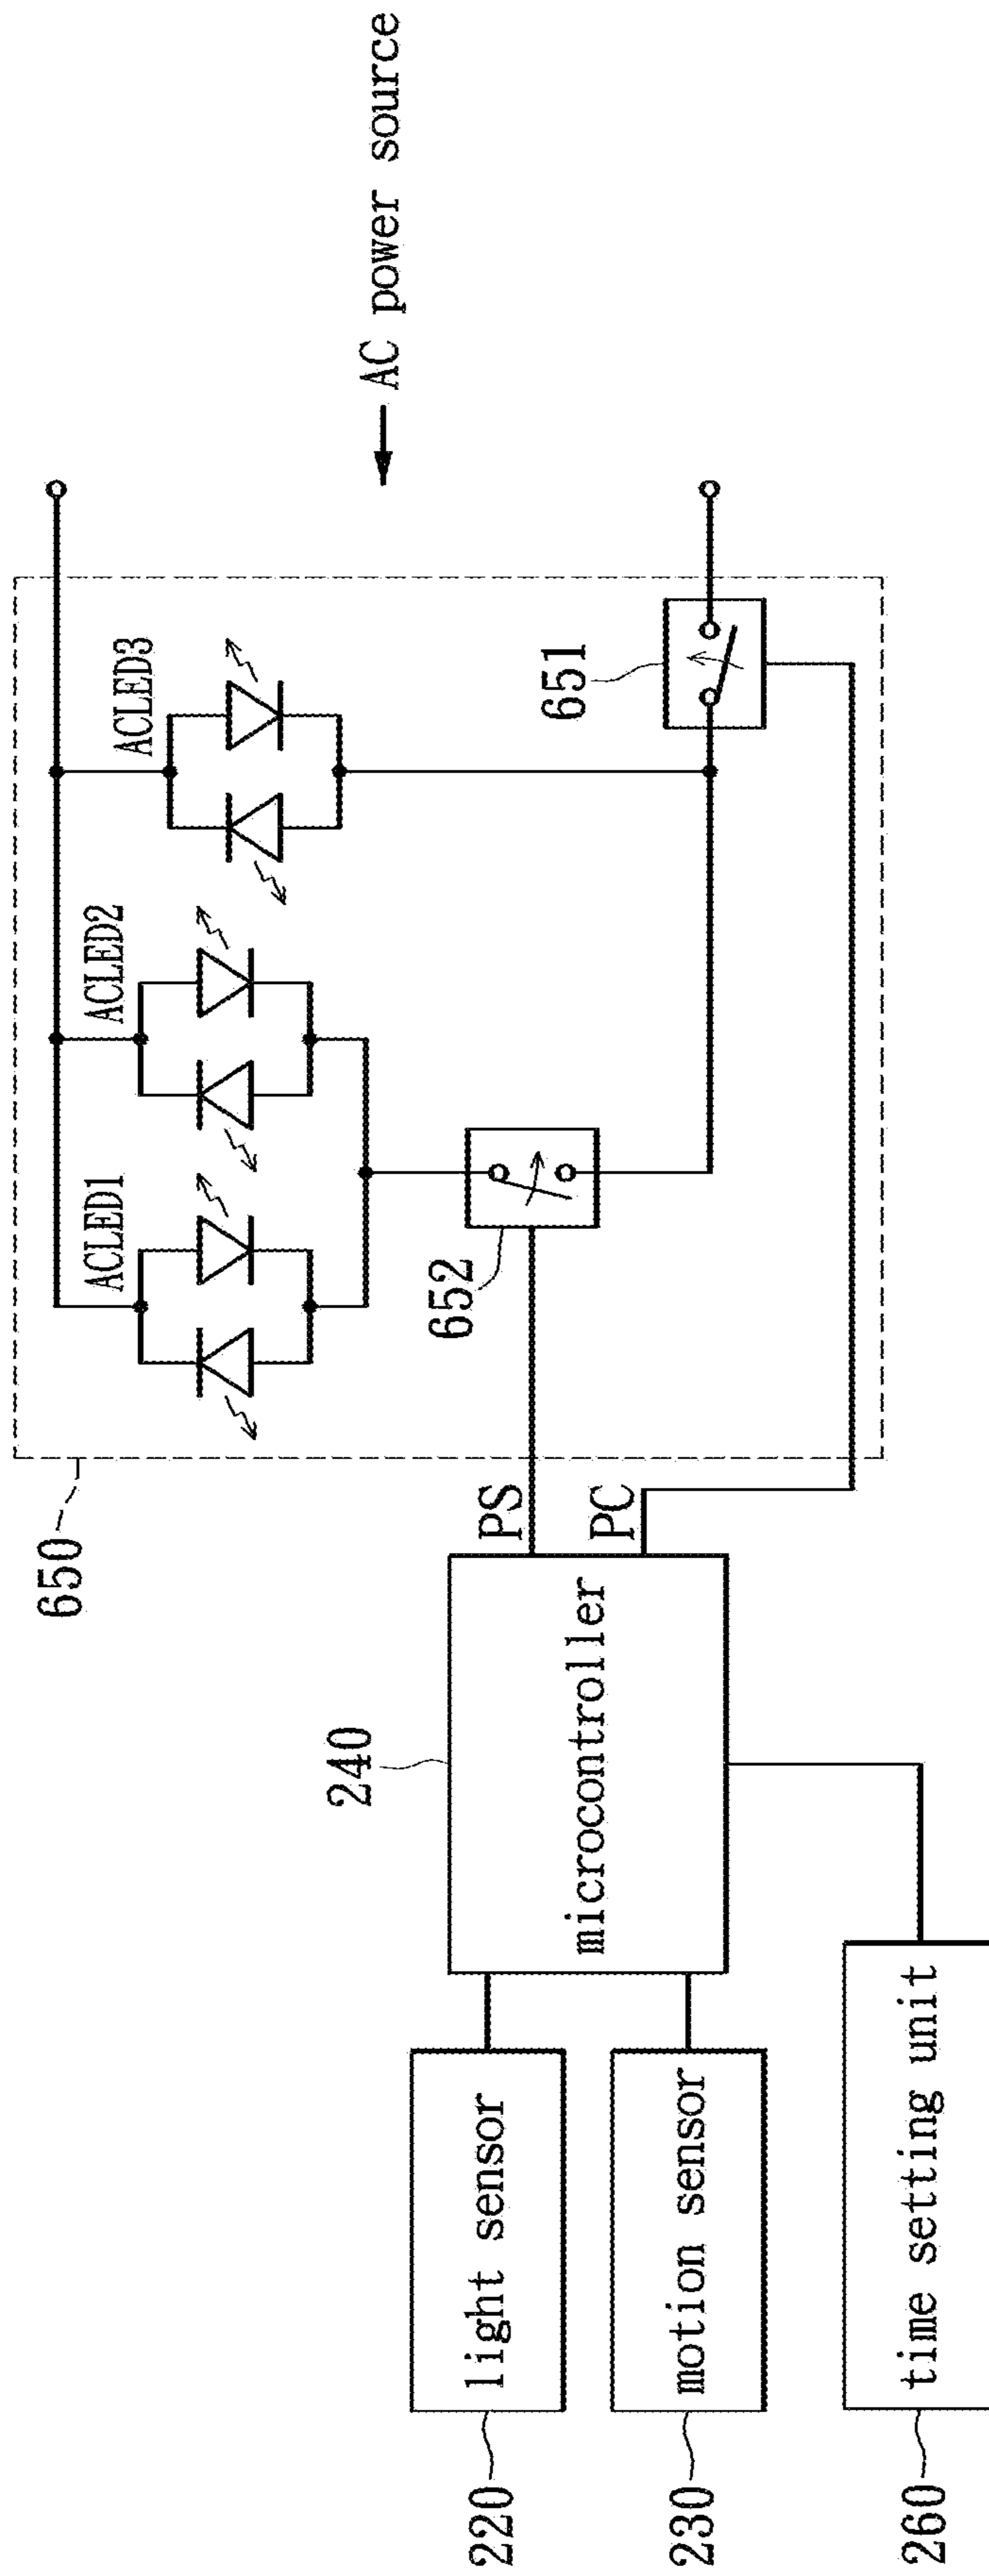 650
ACLED1
ACLED2
ACLED3
AC power source
652
651
240
PS
PC
microcontroller
220
light sensor
230
motion sensor
260
time setting unit